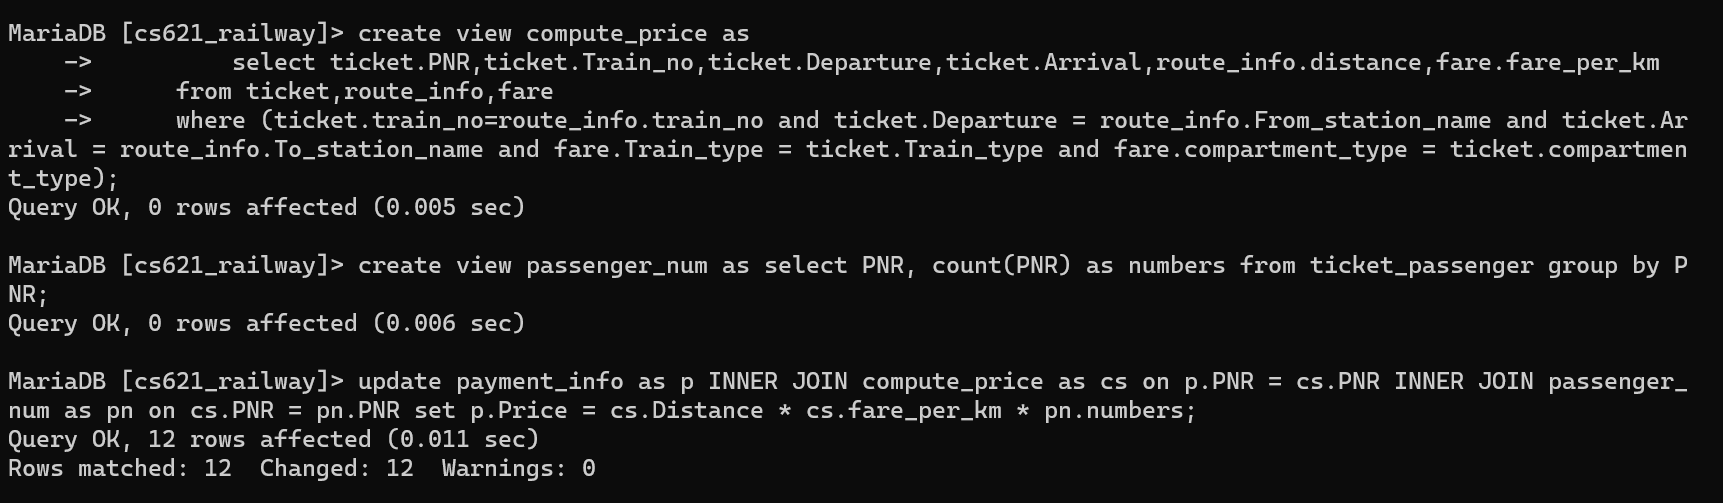 MariaDB [cs621_railway]> create view compute_price as
    ->          select ticket.PNR,ticket.Train_no,ticket.Departure,ticket.Arrival,route_info.distance,fare.fare_per_km
    ->      from ticket,route_info,fare
    ->      where (ticket.train_no=route_info.train_no and ticket.Departure = route_info.From_station_name and ticket.Ar
rival = route_info.To_station_name and fare.Train_type = ticket.Train_type and fare.compartment_type = ticket.compartmen
t_type);
Query OK, 0 rows affected (0.005 sec)

MariaDB [cs621_railway]> create view passenger_num as select PNR, count(PNR) as numbers from ticket_passenger group by P
NR;
Query OK, 0 rows affected (0.006 sec)

MariaDB [cs621_railway]> update payment_info as p INNER JOIN compute_price as cs on p.PNR = cs.PNR INNER JOIN passenger_
num as pn on cs.PNR = pn.PNR set p.Price = cs.Distance * cs.fare_per_km * pn.numbers;
Query OK, 12 rows affected (0.011 sec)
Rows matched: 12  Changed: 12  Warnings: 0